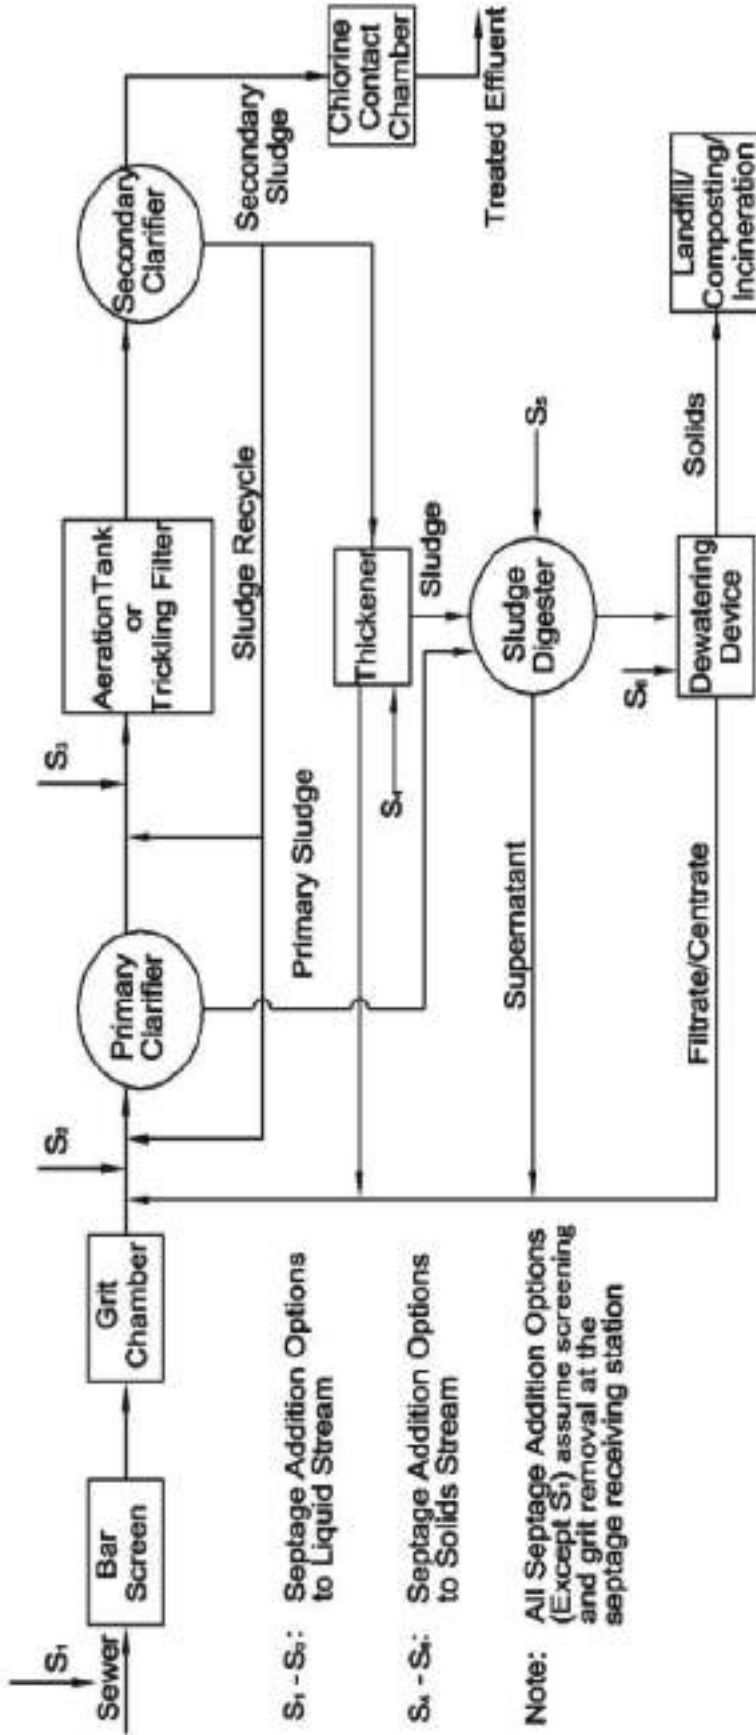 S₁
Sewer
Bar
Screen
Grit
Chamber
S₂
Primary
Clarifier
S₃
Aeration Tank
or
Trickling Filter
Secondary
Clarifier
Secondary
Sludge
Chlorine
Contact
Chamber
Treated Effluent
Sludge Recycle
Primary Sludge
Thickener
S₄
Sludge
Sludge
Digester
S₅
Supernatant
S₆
Dewatering
Device
Solids
Landfill/
Composting/
Incineration
Filtrate/Centrate
S₁ - S₃: Septage Addition Options
to Liquid Stream
S₄ - S₆: Septage Addition Options
to Solids Stream
Note: All Septage Addition Options
(Except S₁) assume screening
and grit removal at the
septage receiving station